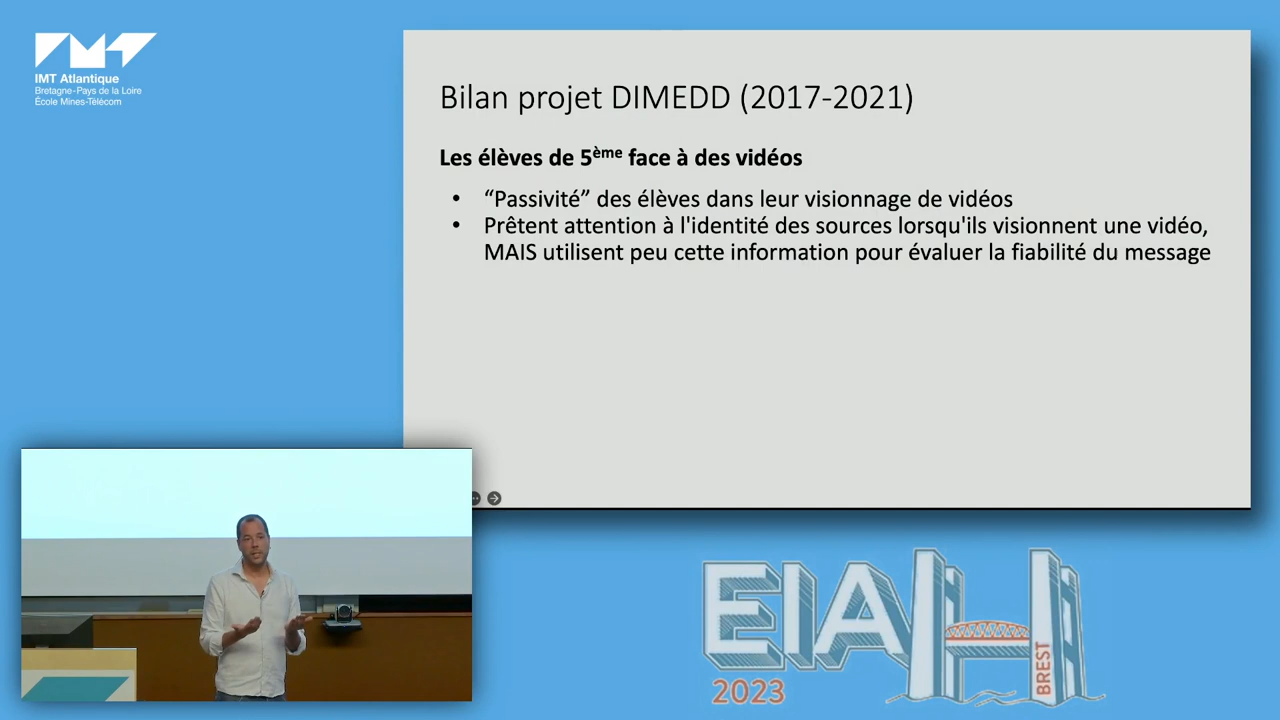 IMT Atlantique
Bretagne-Pays de la Loire
École Mines-Télécom
Bilan projet DIMEDD (2017-2021)
Les élèves de 5ème face à des vidéos
• “Passivité” des élèves dans leur visionnage de vidéos
• Prêtent attention à l'identité des sources lorsqu'ils visionnent une vidéo,
MAIS utilisent peu cette information pour évaluer la fiabilité du message
EIAH
2023
BREST